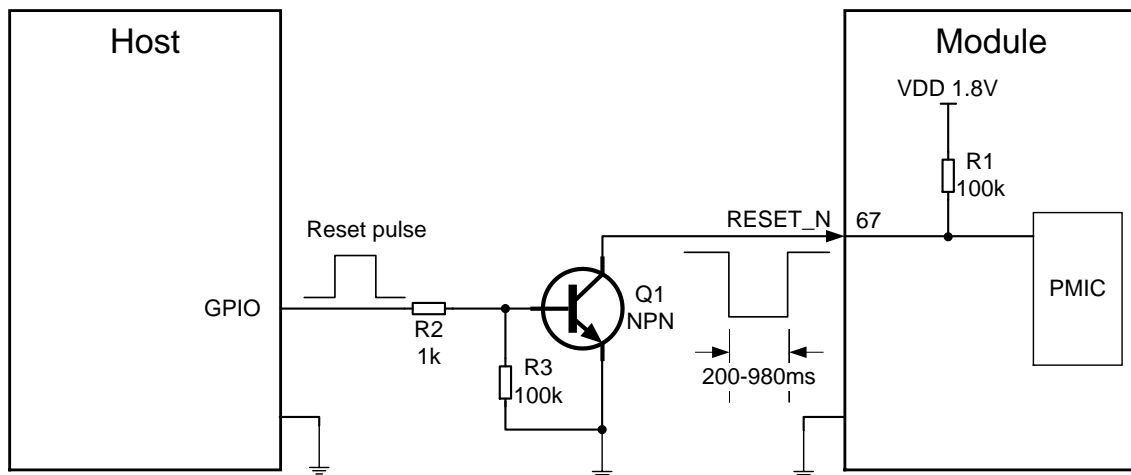 Host
Module
VDD 1.8V
R1
100k
RESET_N
67
Reset pulse
GPIO
R2
1k
Q1
NPN
PMIC
R3
100k
200-980ms